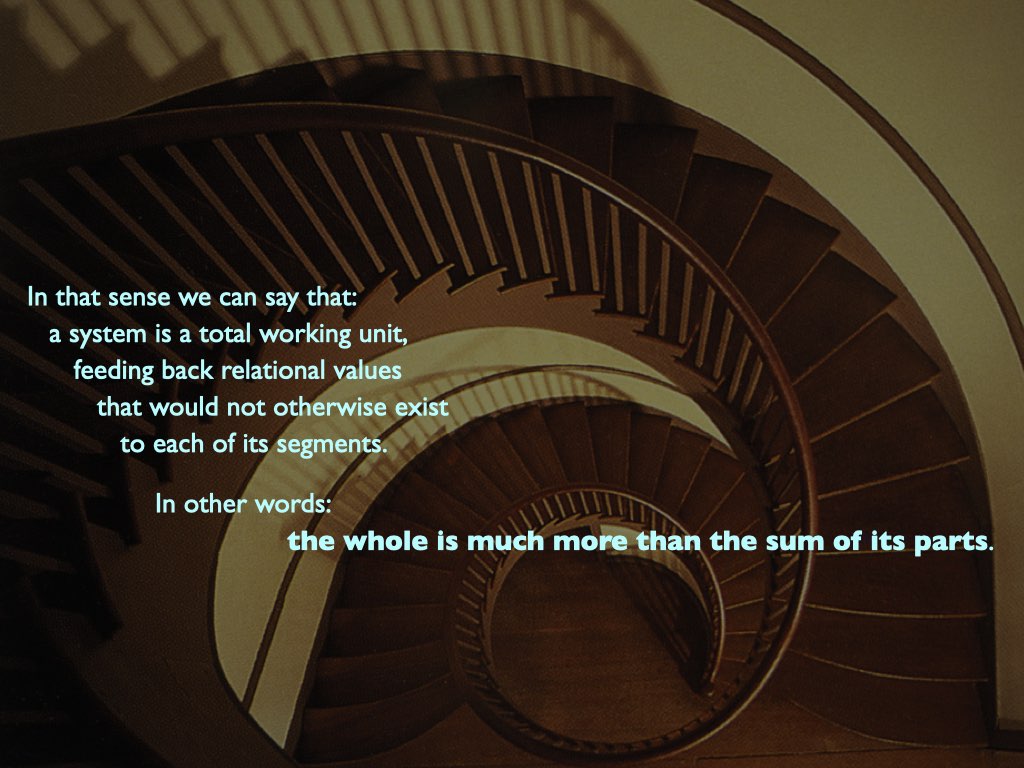 In that sense we can say that:
a system is a total working unit,
feeding back relational values
that would not otherwise exist
to each of its segments.
In other words:
the whole is much more than the sum of its parts.